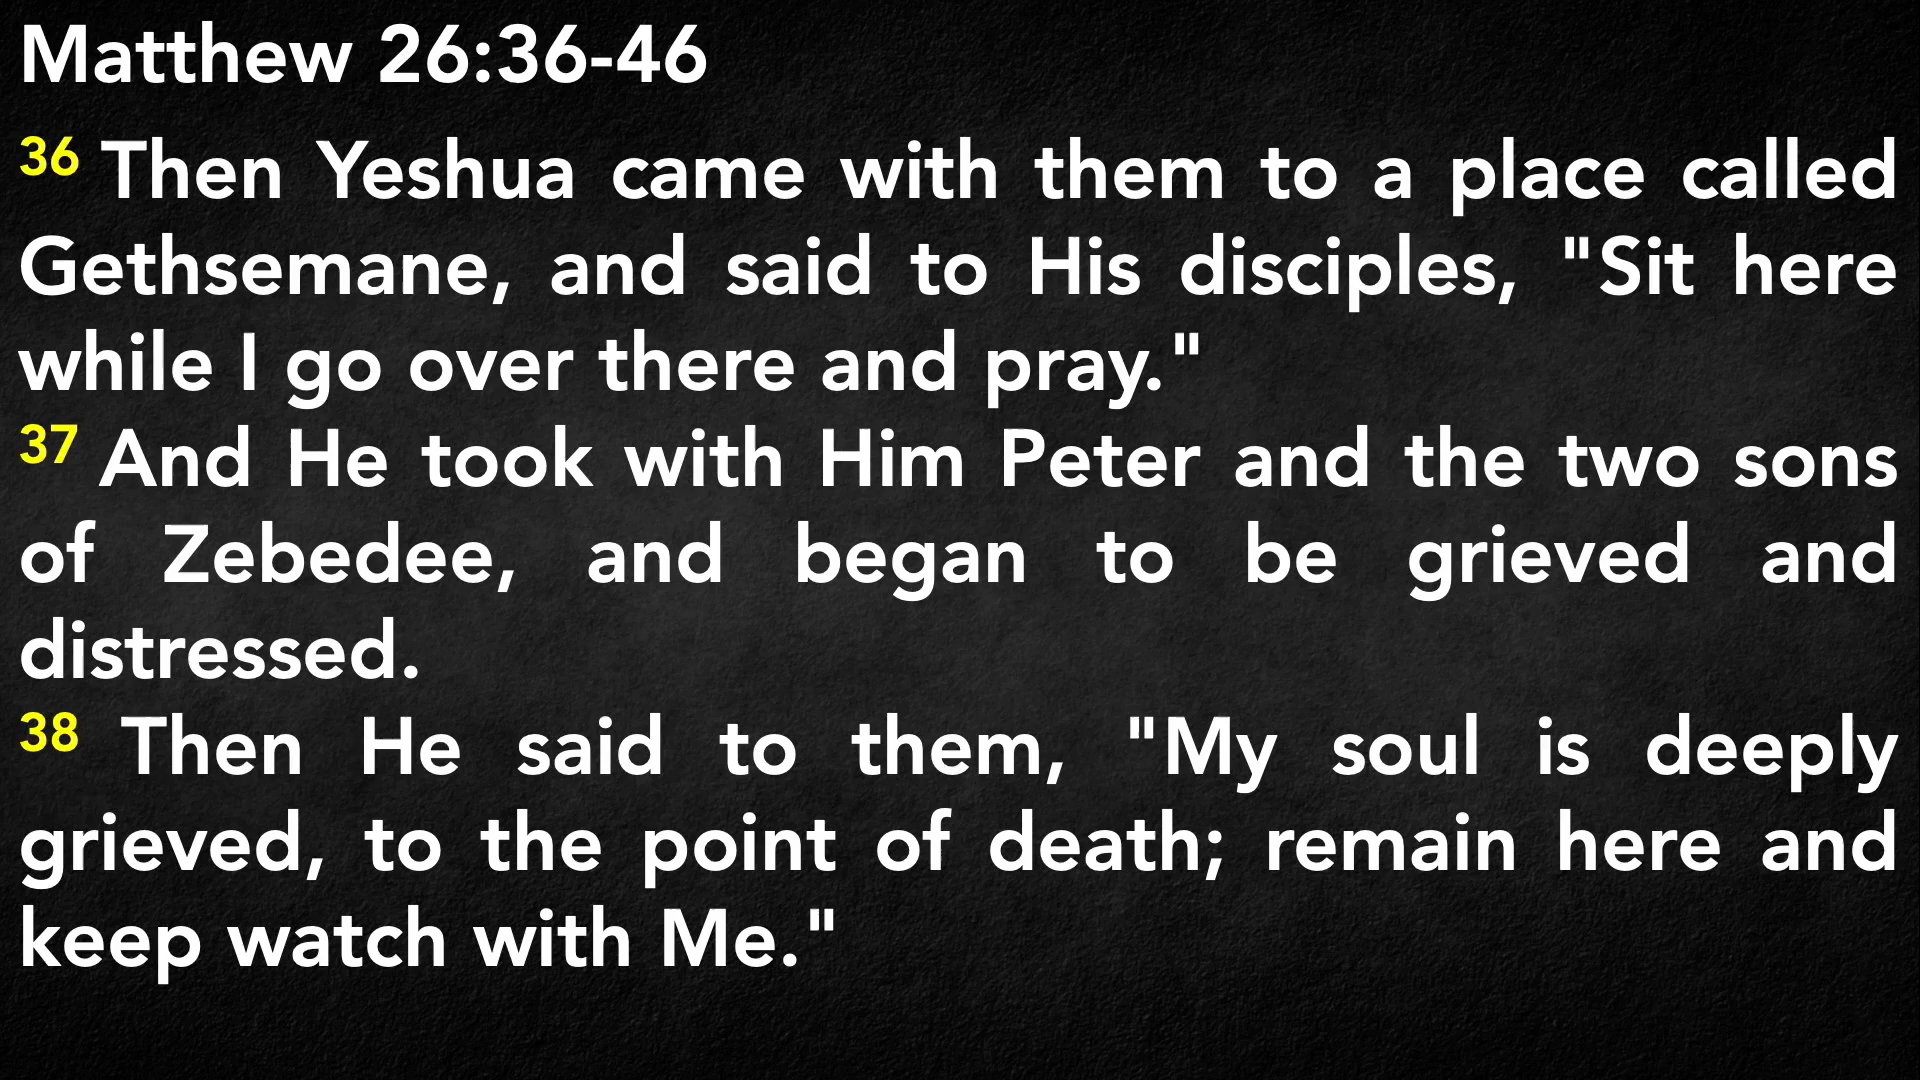 Matthew 26:36-46
36 Then Yeshua came with them to a place called
Gethsemane, and said to His disciples, "Sit here
while I go over there and pray."
37 And He took with Him Peter and the two sons
of Zebedee, and began to be grieved and
distressed.
38 Then He said to them, "My soul is deeply
grieved, to the point of death; remain here and
keep watch with Me."